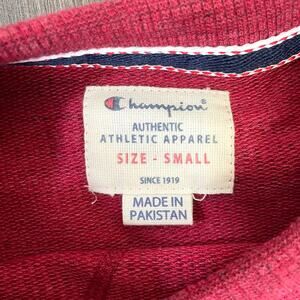 Champion
AUTHENTIC
ATHLETIC APPAREL
SIZE - SMALL
SINCE 1919
MADE IN
PAKISTAN